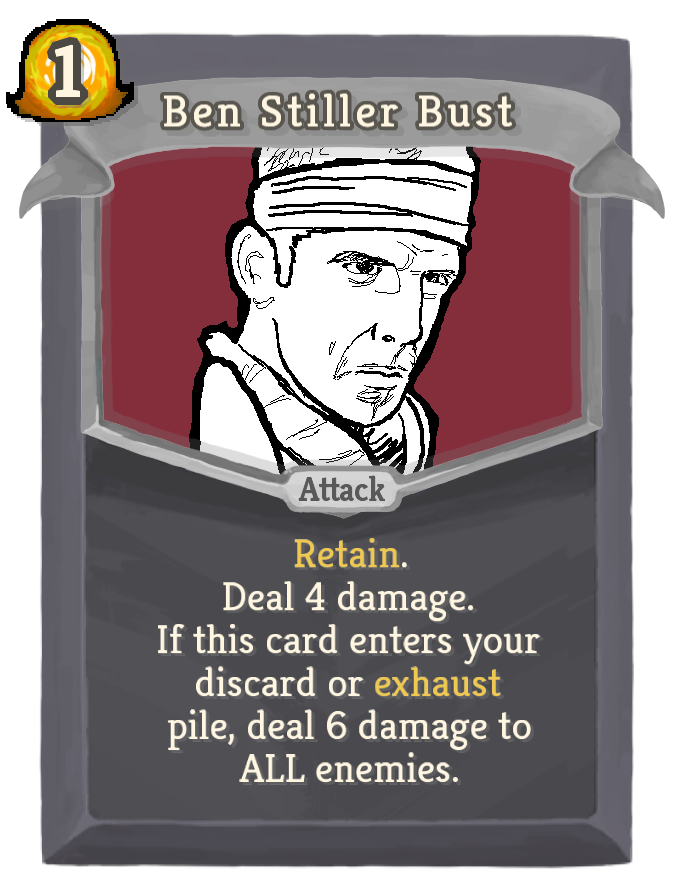 1
Ben Stiller Bust
Attack
Retain.
Deal 4 damage.
If this card enters your
discard or exhaust
pile, deal 6 damage to
ALL enemies.